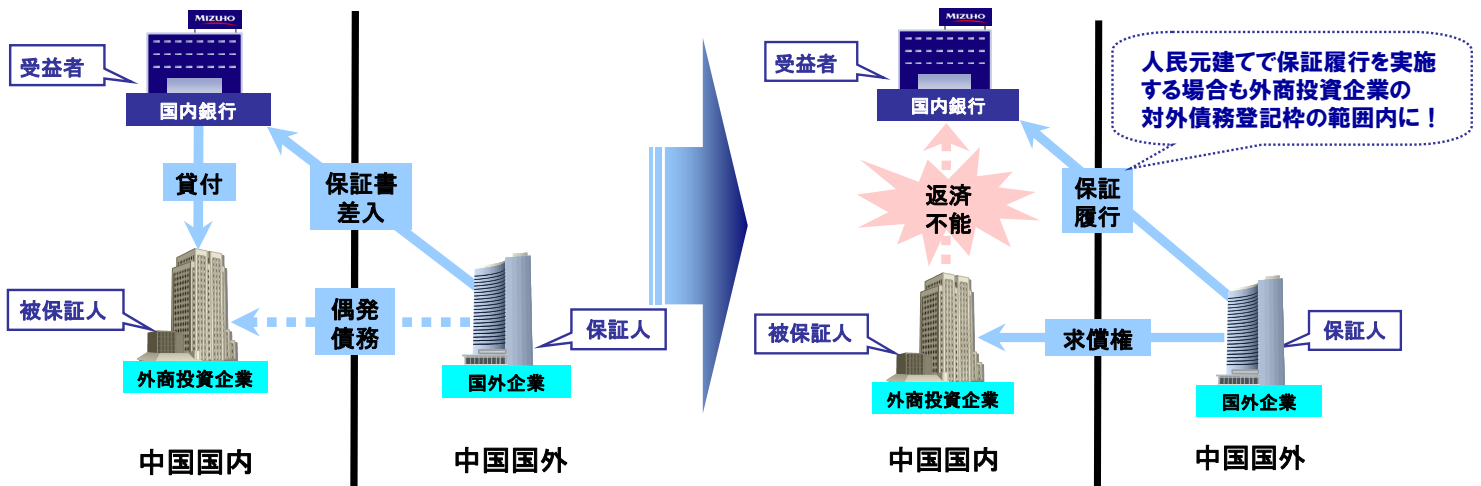 MIZUHO
受益者
国内銀行
貸付
保証書
差入
被保証人
偶発
債務
保証人
外商投資企業
国外企業
中国国内
中国国外
MIZUHO
受益者
国内銀行
人民元建てで保証履行を実施
する場合も外商投資企業の
対外債務登記枠の範囲内に！
返済
不能
保証
履行
被保証人
求償権
保証人
外商投資企業
国外企業
中国国内
中国国外